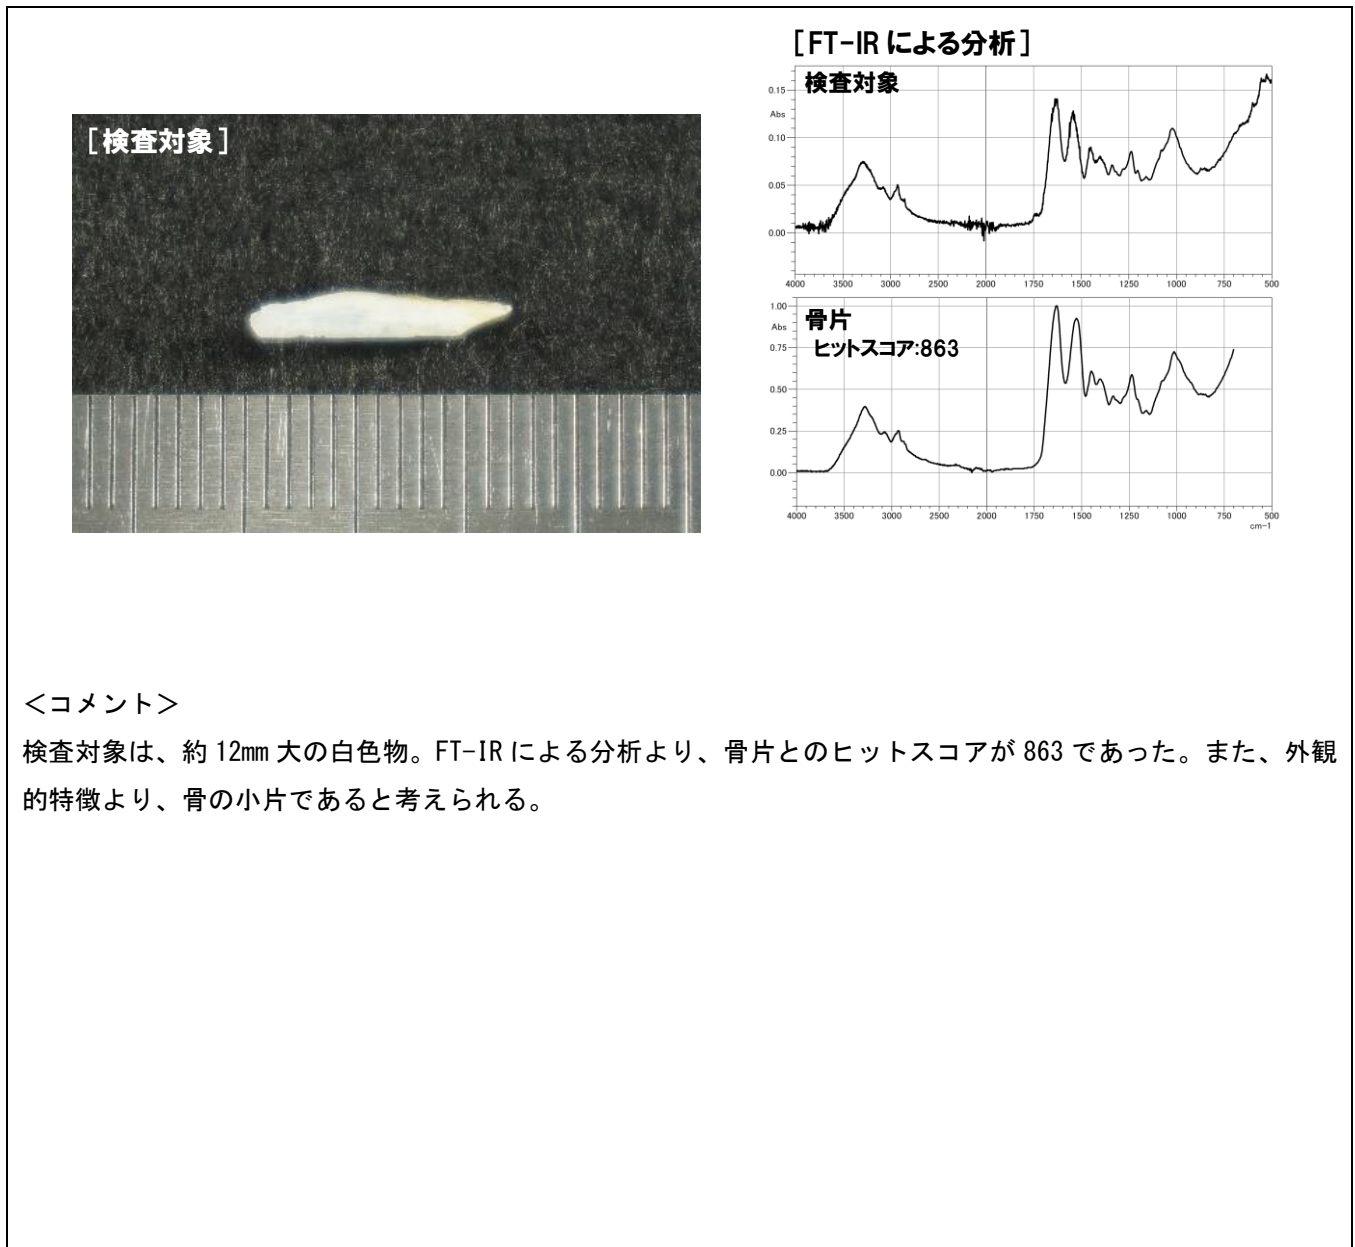 [FT-IRによる分析]
[検査対象]
検査対象
0.15
Abs
0.10
0.05
0.00
4000 3500 3000 2500 2000 1750 1500 1250 1000 750 500
骨片
ヒットスコア:863
1.00
Abs
0.75
0.50
0.25
0.00
4000 3500 3000 2500 2000 1750 1500 1250 1000 750 500
cm-1
<コメント>
検査対象は、約12mm大の白色物。FT-IRによる分析より、骨片とのヒットスコアが863であった。また、外観
的特徴より、骨の小片であると考えられる。